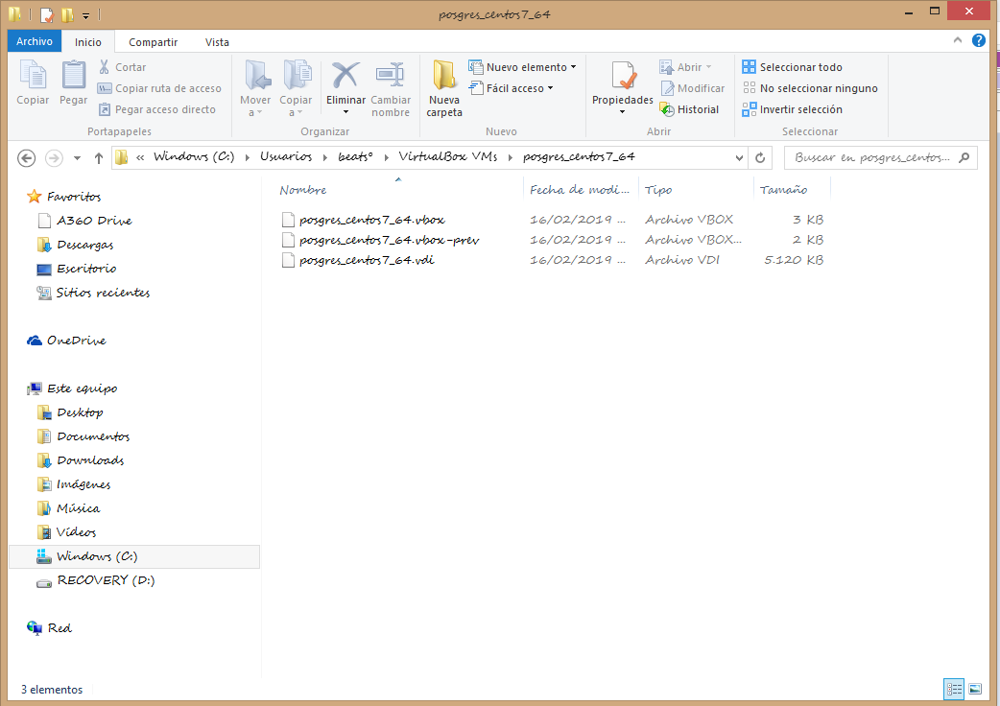 posgres_centos7_64
Archivo Inicio Compartir Vista
Copiar Pegar Cortar Copiar ruta de acceso Pegar acceso directo
Portapapeles
Mover a Copiar a Eliminar Cambiar nombre
Organizar
Nueva carpeta Nuevo elemento Fácil acceso
Nuevo
Propiedades Abrir Modificar Historial
Abrir
Seleccionar todo No seleccionar ninguno Invertir selección
Seleccionar
« Windows (C:) Usuarios beats° VirtualBox VMs posgres_centos7_64 Buscar en posgres_centos...
Favoritos
A360 Drive
Descargas
Escritorio
Sitios recientes
OneDrive
Este equipo
Desktop
Documentos
Downloads
Imágenes
Música
Vídeos
Windows (C:)
RECOVERY (D:)
Red
Nombre Fecha de modi... Tipo Tamaño
posgres_centos7_64.vbox 16/02/2019 ... Archivo VBOX 3 KB
posgres_centos7_64.vbox-prev 16/02/2019 ... Archivo VBOX... 2 KB
posgres_centos7_64.vdi 16/02/2019 ... Archivo VDI 5.120 KB
3 elementos